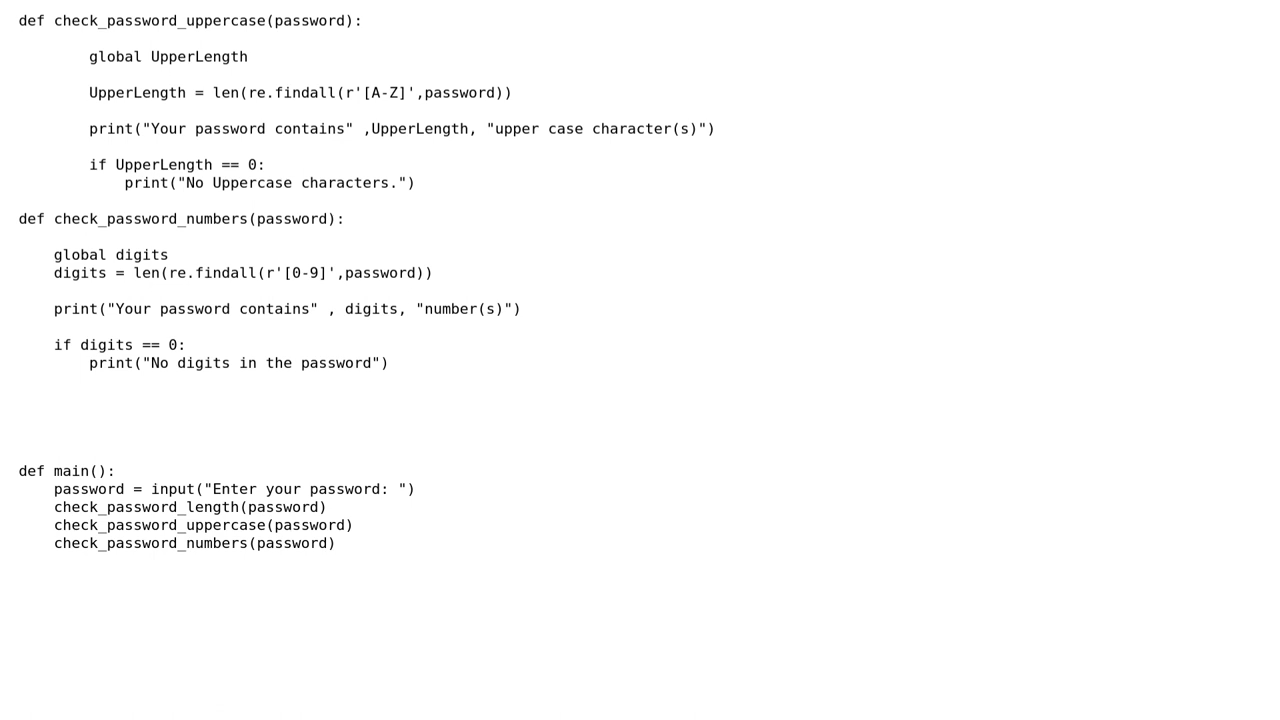 def check_password_uppercase(password):
        global UpperLength
        UpperLength = len(re.findall(r'[A-Z]',password))
        print("Your password contains" ,UpperLength, "upper case character(s)")
        if UpperLength == 0:
            print("No Uppercase characters.")
def check_password_numbers(password):
    global digits
    digits = len(re.findall(r'[0-9]',password))
    print("Your password contains" , digits, "number(s)")
    if digits == 0:
        print("No digits in the password")
def main():
    password = input("Enter your password: ")
    check_password_length(password)
    check_password_uppercase(password)
    check_password_numbers(password)